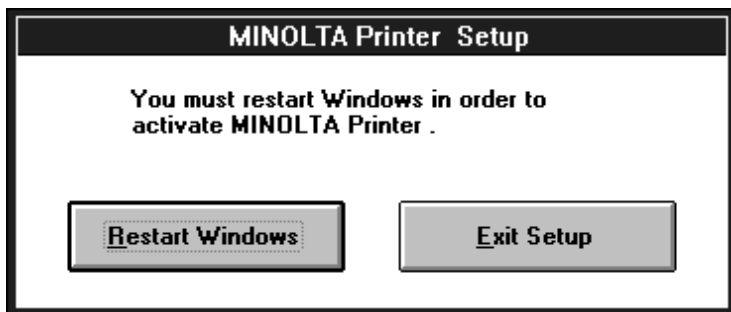 MINOLTA Printer  Setup
You must restart Windows in order to
activate MINOLTA Printer .
Restart Windows
Exit Setup